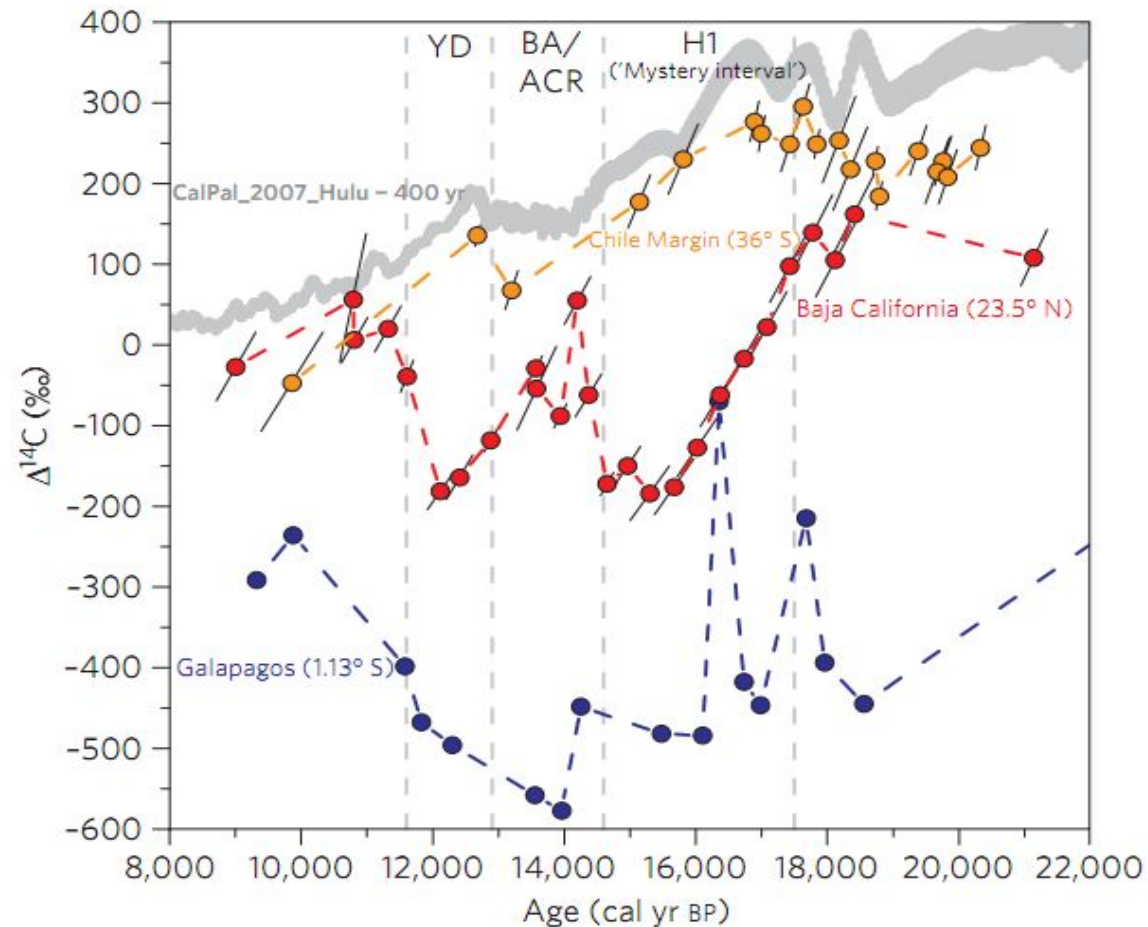 400
300
200
100
0
−100
−200
−300
−400
−500
−600
Δ¹⁴C (‰)
YD
BA/
ACR
H1
('Mystery interval')
CalPal_2007_Hulu – 400 yr
Chile Margin (36° S)
Baja California (23.5° N)
Galapagos (1.13° S)
8,000 10,000 12,000 14,000 16,000 18,000 20,000 22,000
Age (cal yr BP)